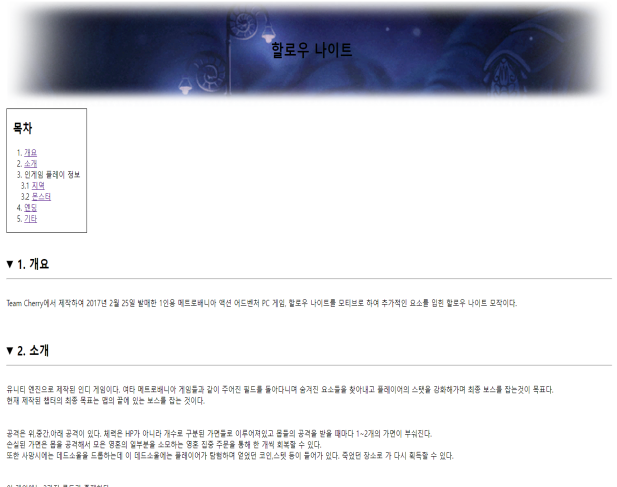 할로우 나이트
목차
1. 개요
2. 소개
3. 인게임 플레이 정보
3.1 지역
3.2 몬스터
4. 엔딩
5. 기타
▼ 1. 개요
Team Cherry에서 제작하여 2017년 2월 25일 발매한 1인용 메트로배니아 액션 어드벤처 PC 게임, 할로우 나이트를 모티브로 하여 추가적인 요소를 입힌 할로우 나이트 모작이다.
▼ 2. 소개
유니티 엔진으로 제작된 인디 게임이다. 여타 메트로배니아 게임들과 같이 주어진 필드를 돌아다니며 숨겨진 요소들을 찾아내고 플레이어의 스펫을 강화해가며 최종 보스를 잡는것이 목표다.
현재 제작된 챕터의 최종 목표는 맵의 끝에 있는 보스를 잡는 것이다.
공격은 위,중간,아래 공격이 있다. 체력은 HP가 아니라 개수로 구분된 가면들로 이루어져있고 몹들의 공격을 받을 때마다 1~2개의 가면이 부숴진다.
손실된 가면은 몹을 공격해서 모은 영혼의 일부분을 소모하는 영혼 집중 주문을 통해 한 개씩 회복할 수 있다.
또한 사망시에는 데드소울을 드롭하는데 이 데드소울에는 플레이어가 탐험하며 얻었던 코인,스펫 등이 들어가 있다. 죽었던 장소로 가 다시 획득할 수 있다.